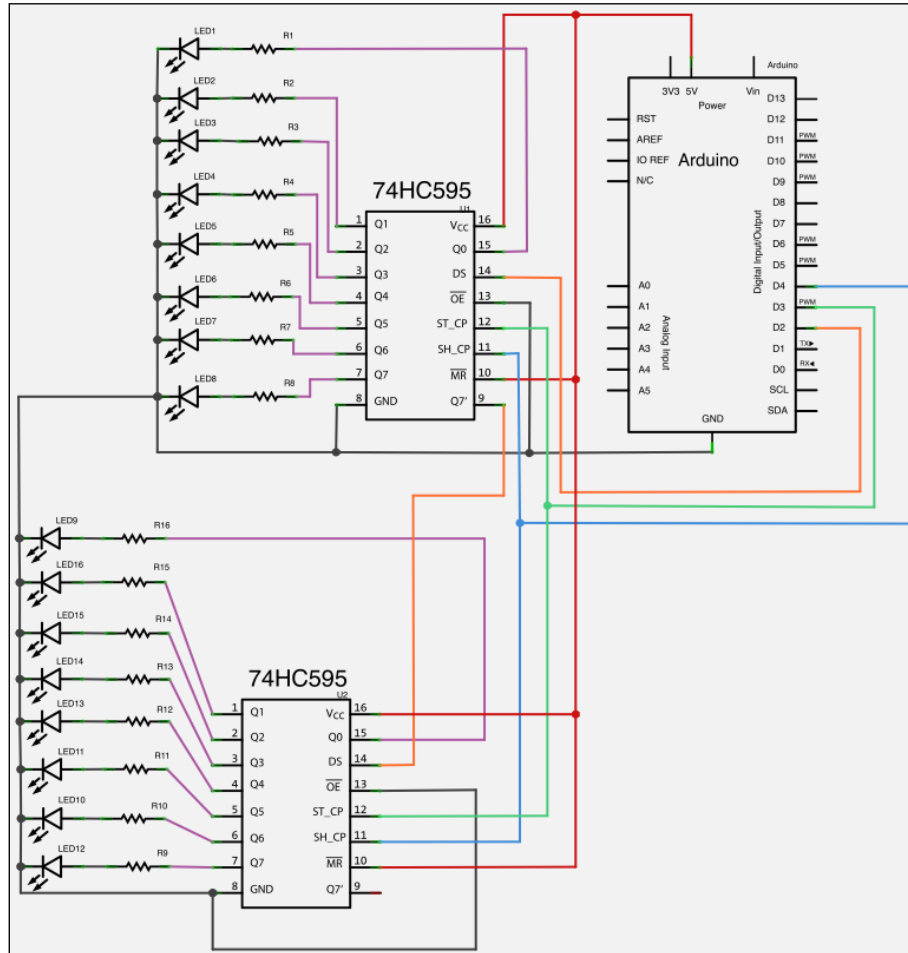 LED1 R1
LED2 R2
LED3 R3
LED4 R4
LED5 R5
LED6 R6
LED7 R7
LED8 R8
74HC595
U1
1 Q1 VCC 16
2 Q2 Q0 15
3 Q3 DS 14
4 Q4 OE 13
5 Q5 ST_CP 12
6 Q6 SH_CP 11
7 Q7 MR 10
8 GND Q7' 9
Arduino
3V3 5V Vin
Power
Arduino
RST
AREF
IO REF
N/C
A0
A1
A2
A3
A4
A5
Analog Input
Digital Input/Output
D13
D12
D11 PWM
D10 PWM
D9 PWM
D8
D7
D6 PWM
D5 PWM
D4
D3 PWM
D2
D1 TX▶
D0 RX◀
SCL
SDA
GND
LED9 R16
LED16 R15
LED15 R14
LED14 R13
LED13 R12
LED11 R11
LED10 R10
LED12 R9
74HC595
U2
1 Q1 VCC 16
2 Q2 Q0 15
3 Q3 DS 14
4 Q4 OE 13
5 Q5 ST_CP 12
6 Q6 SH_CP 11
7 Q7 MR 10
8 GND Q7' 9